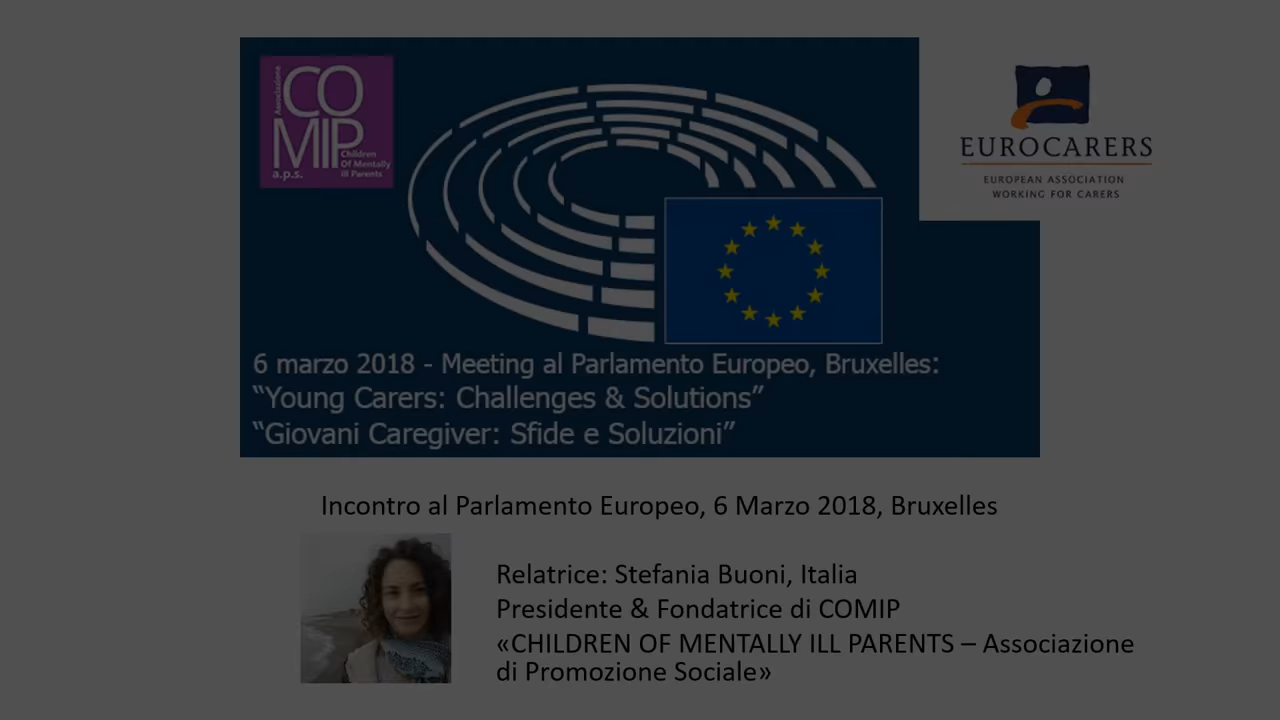 Associazione
CO
MIP
Children
Of Mentally
ill Parents
a.p.s.
EUROCARERS
EUROPEAN ASSOCIATION
WORKING FOR CARERS
6 marzo 2018 - Meeting al Parlamento Europeo, Bruxelles:
“Young Carers: Challenges & Solutions”
“Giovani Caregiver: Sfide e Soluzioni”
Incontro al Parlamento Europeo, 6 Marzo 2018, Bruxelles
Relatrice: Stefania Buoni, Italia
Presidente & Fondatrice di COMIP
«CHILDREN OF MENTALLY ILL PARENTS – Associazione
di Promozione Sociale»